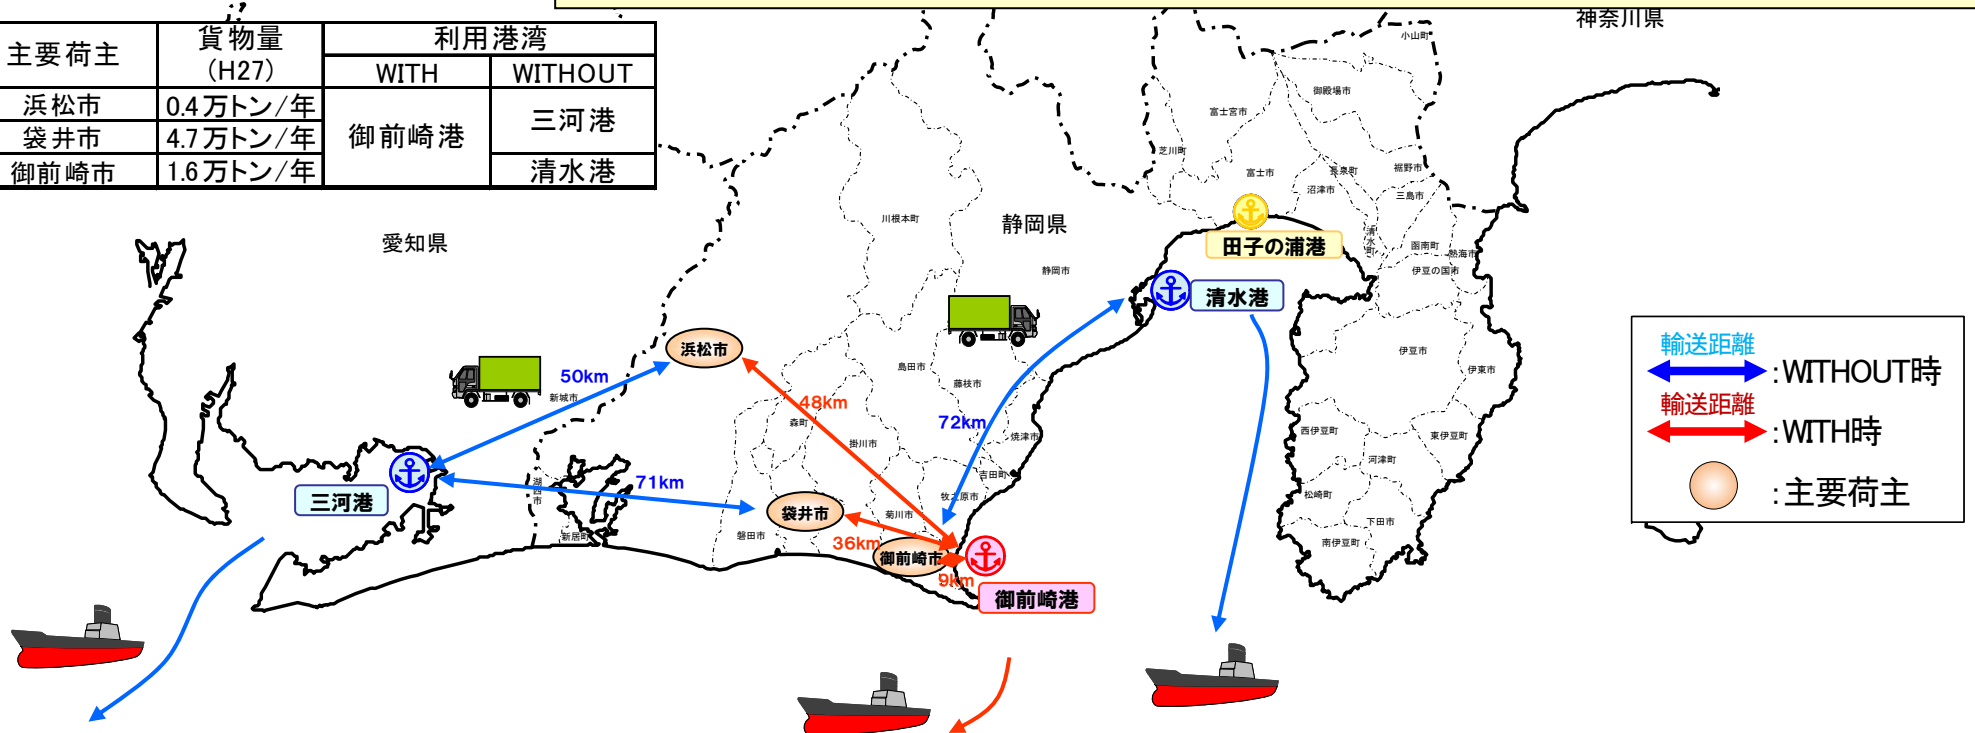 神奈川県
主要荷主
貨物量
(H27)
利用港湾
WITH
WITHOUT
浜松市
0.4万トン/年
御前崎港
三河港
袋井市
4.7万トン/年
御前崎市
1.6万トン/年
清水港
小山町
御殿場市
富士宮市
芝川町
富士市
長泉町
裾野市
沼津市
三島市
清水町
函南町
熱海市
伊豆の国市
川根本町
静岡県
愛知県
静岡市
田子の浦港
清水港
浜松市
50km
新城市
48km
島田市
藤枝市
72km
焼津市
森町
掛川市
吉田町
牧之原市
菊川市
三河港
71km
湖西市
新居町
袋井市
磐田市
36km
御前崎市
9km
御前崎港
伊豆市
伊東市
西伊豆町
東伊豆町
河津町
松崎町
下田市
南伊豆町
輸送距離
:WITHOUT時
輸送距離
:WITH時
:主要荷主